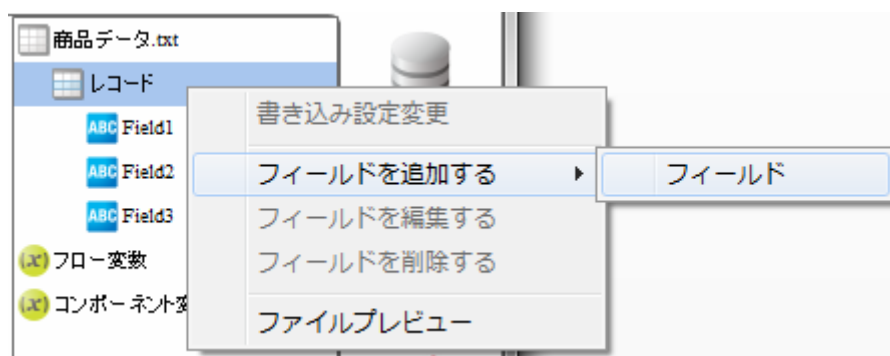 商品データ.txt
レコード
ABC Field1
ABC Field2
ABC Field3
(x) フロー変数
(x) コンポーネント変
書き込み設定変更
フィールドを追加する
フィールドを編集する
フィールドを削除する
ファイルプレビュー
フィールド